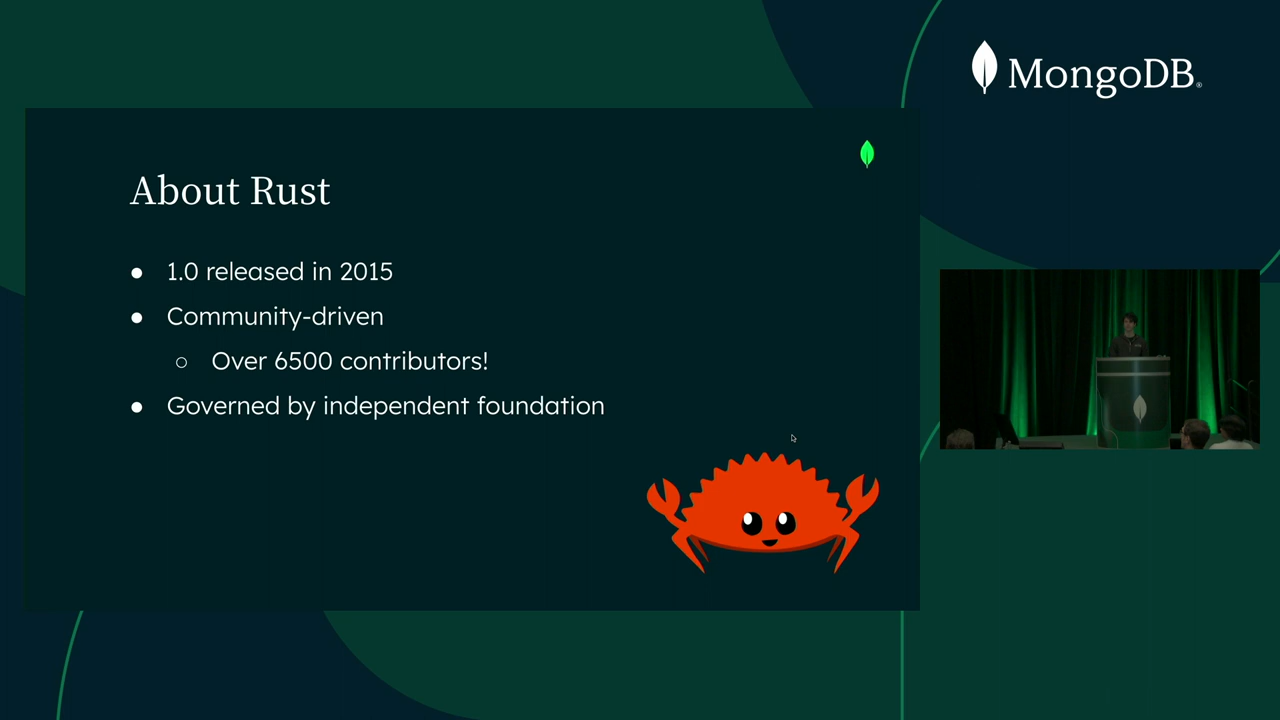 MongoDB®
About Rust
● 1.0 released in 2015
● Community-driven
○ Over 6500 contributors!
● Governed by independent foundation